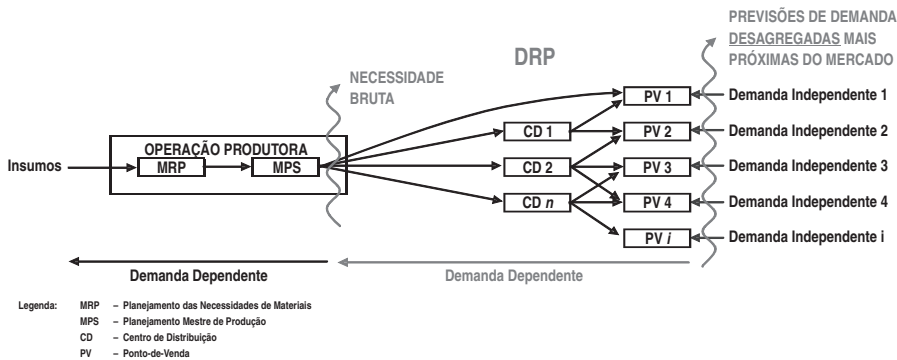 PREVISÕES DE DEMANDA
DESAGREGADAS MAIS
PRÓXIMAS DO MERCADO
DRP
NECESSIDADE
BRUTA
PV 1
Demanda Independente 1
CD 1
PV 2
Demanda Independente 2
OPERAÇÃO PRODUTORA
Insumos
MRP
MPS
CD 2
PV 3
Demanda Independente 3
CD n
PV 4
Demanda Independente 4
PV i
Demanda Independente i
Demanda Dependente
Demanda Dependente
Legenda: MRP – Planejamento das Necessidades de Materiais
MPS – Planejamento Mestre de Produção
CD – Centro de Distribuição
PV – Ponto-de-Venda